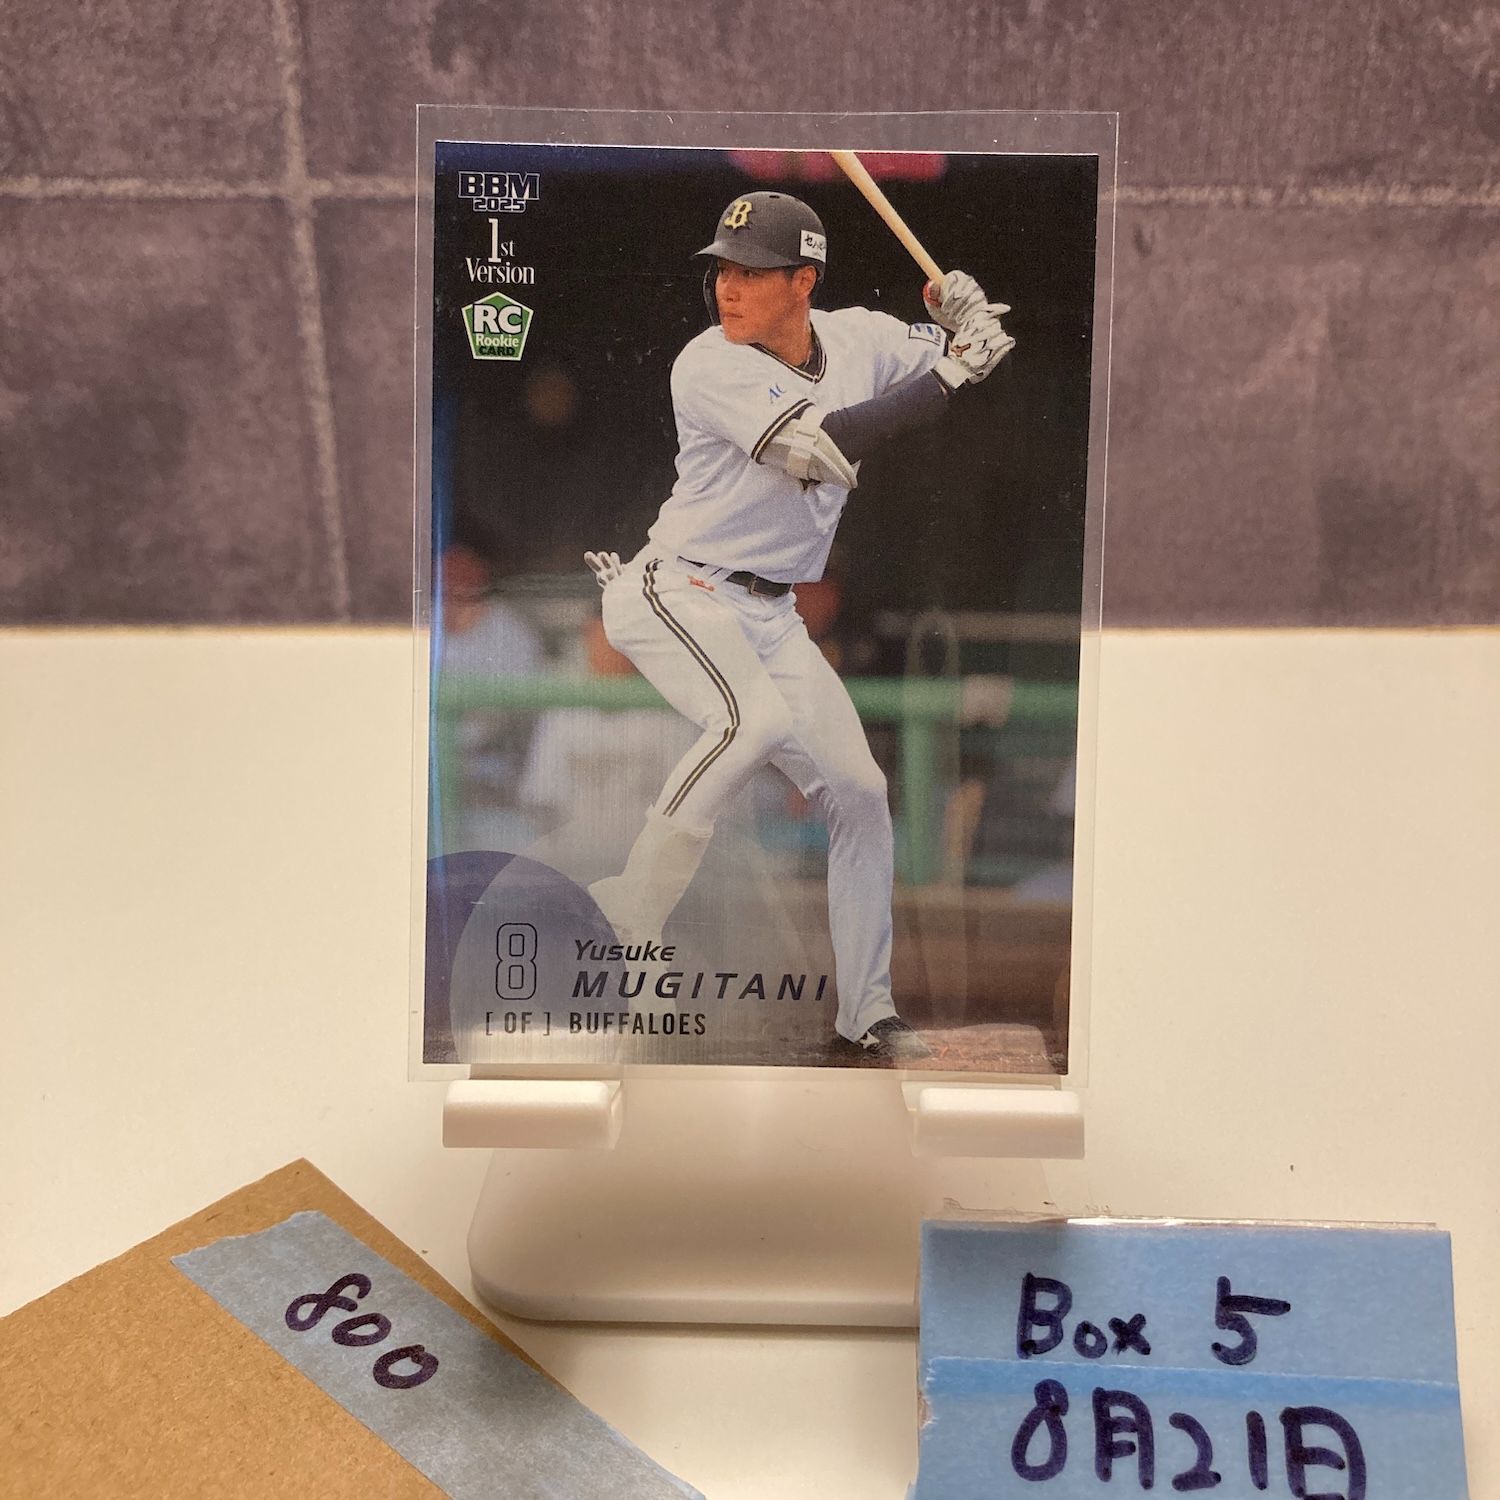 BBM
2025
1st
Version
RC
Rookie
CARD
B
8
Yusuke
MUGITANI
[ OF ] BUFFALOES
800
Box 5
8月21日